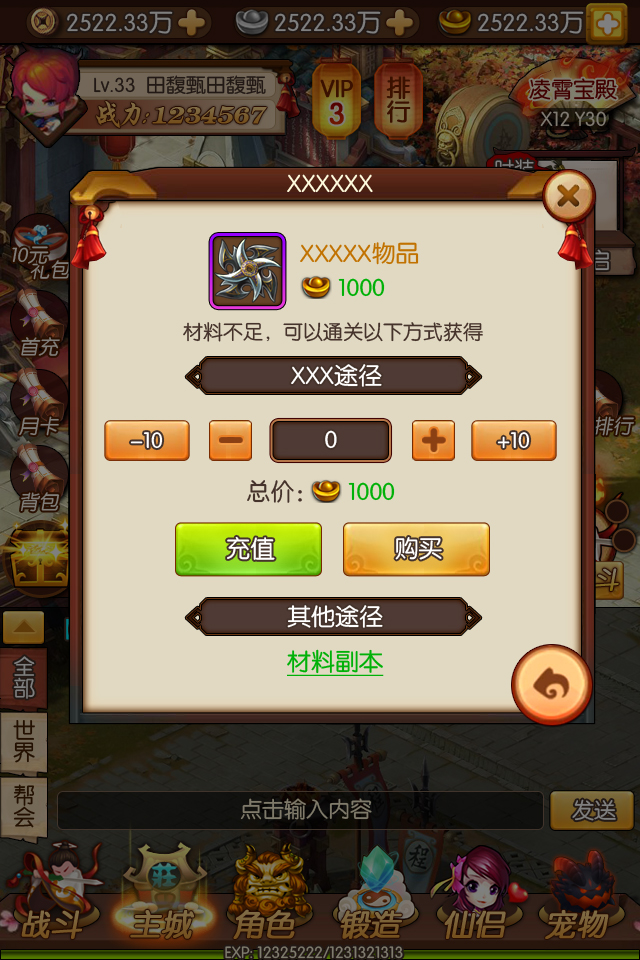 2522.33万
2522.33万
2522.33万
Lv.33 田馥甄田馥甄
战力:1234567
VIP
3
排行
凌霄宝殿
X12 Y30
时装
XXXXXX
10元
礼包
首充
月卡
背包
排行
XXXXX物品
1000
材料不足，可以通关以下方式获得
XXX途径
-10
0
+10
总价：1000
充值
购买
其他途径
材料副本
全部
世界
帮会
点击输入内容
发送
战斗
主城
角色
锻造
仙侣
宠物
EXP: 12325222/1231321313